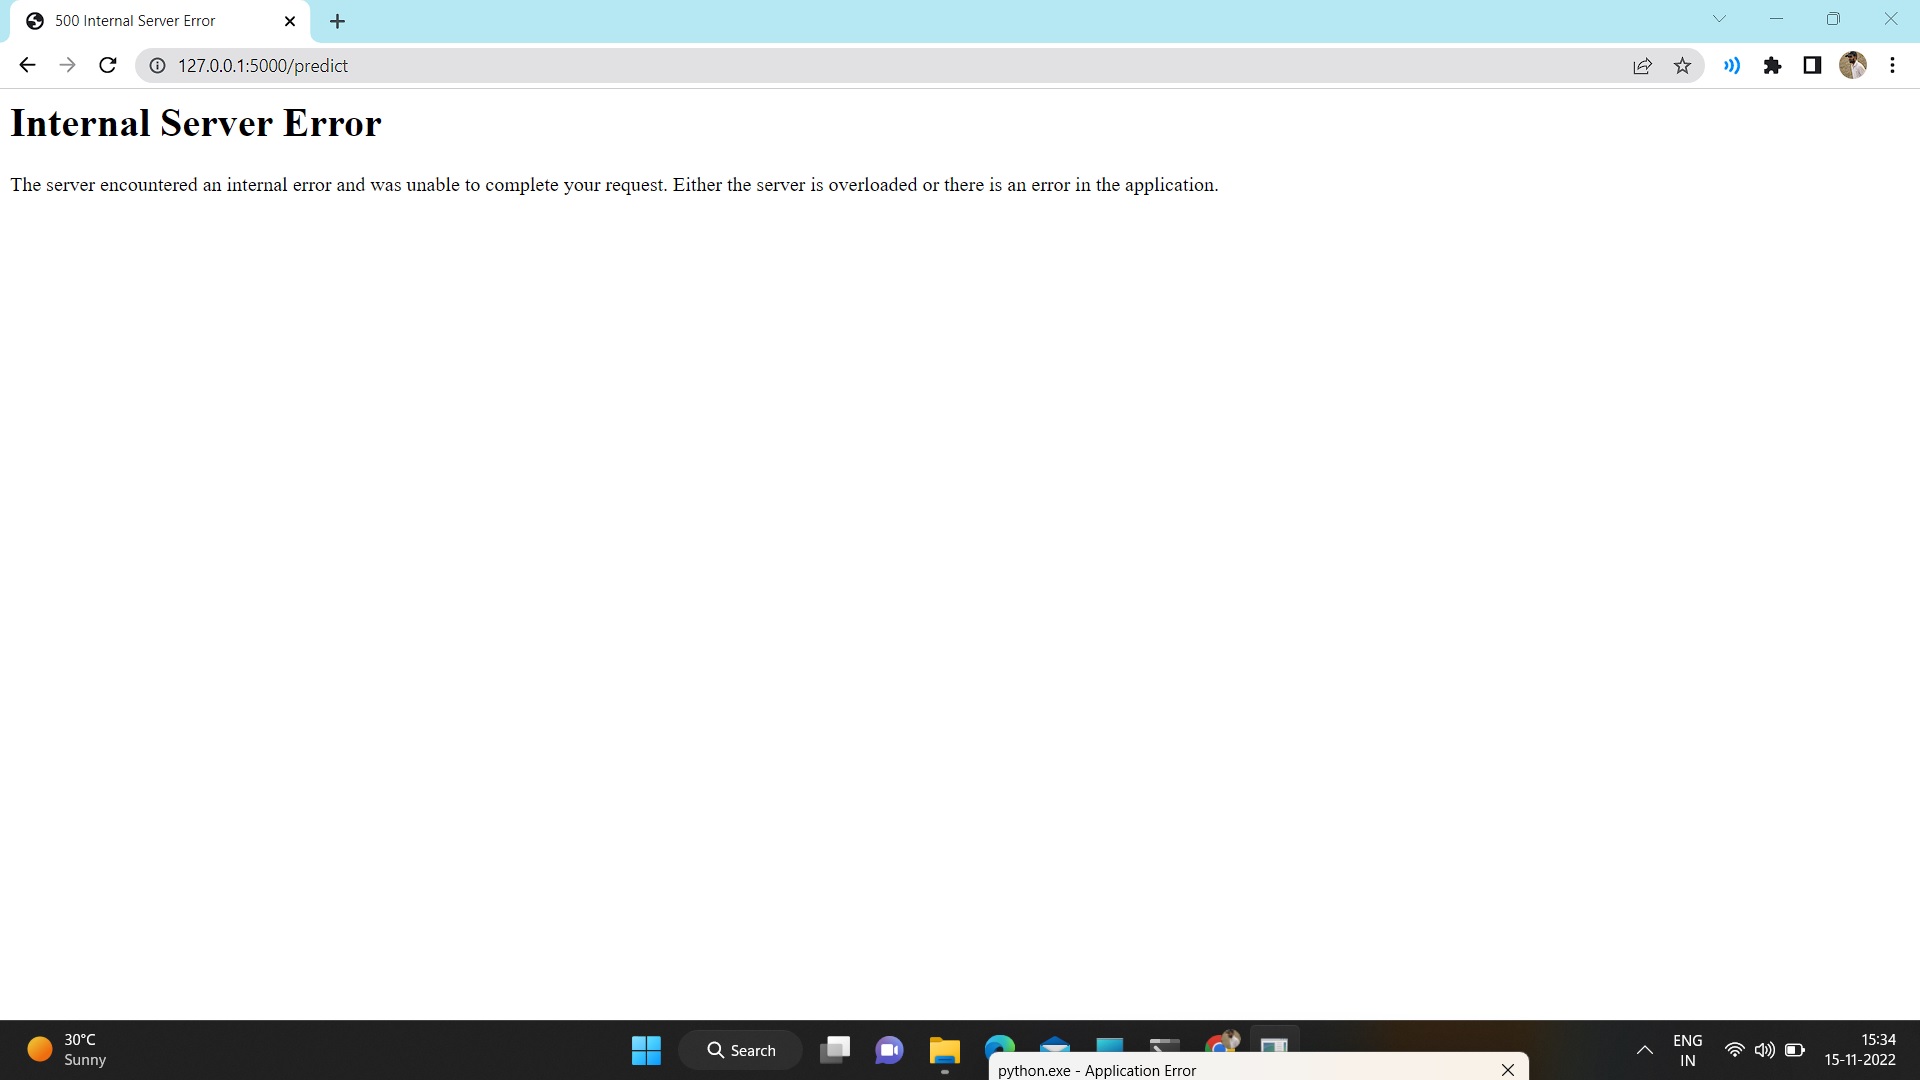 500 Internal Server Error
127.0.0.1:5000/predict
Internal Server Error
The server encountered an internal error and was unable to complete your request. Either the server is overloaded or there is an error in the application.
30°C
Sunny
Search
python.exe - Application Error
ENG
IN
15:34
15-11-2022